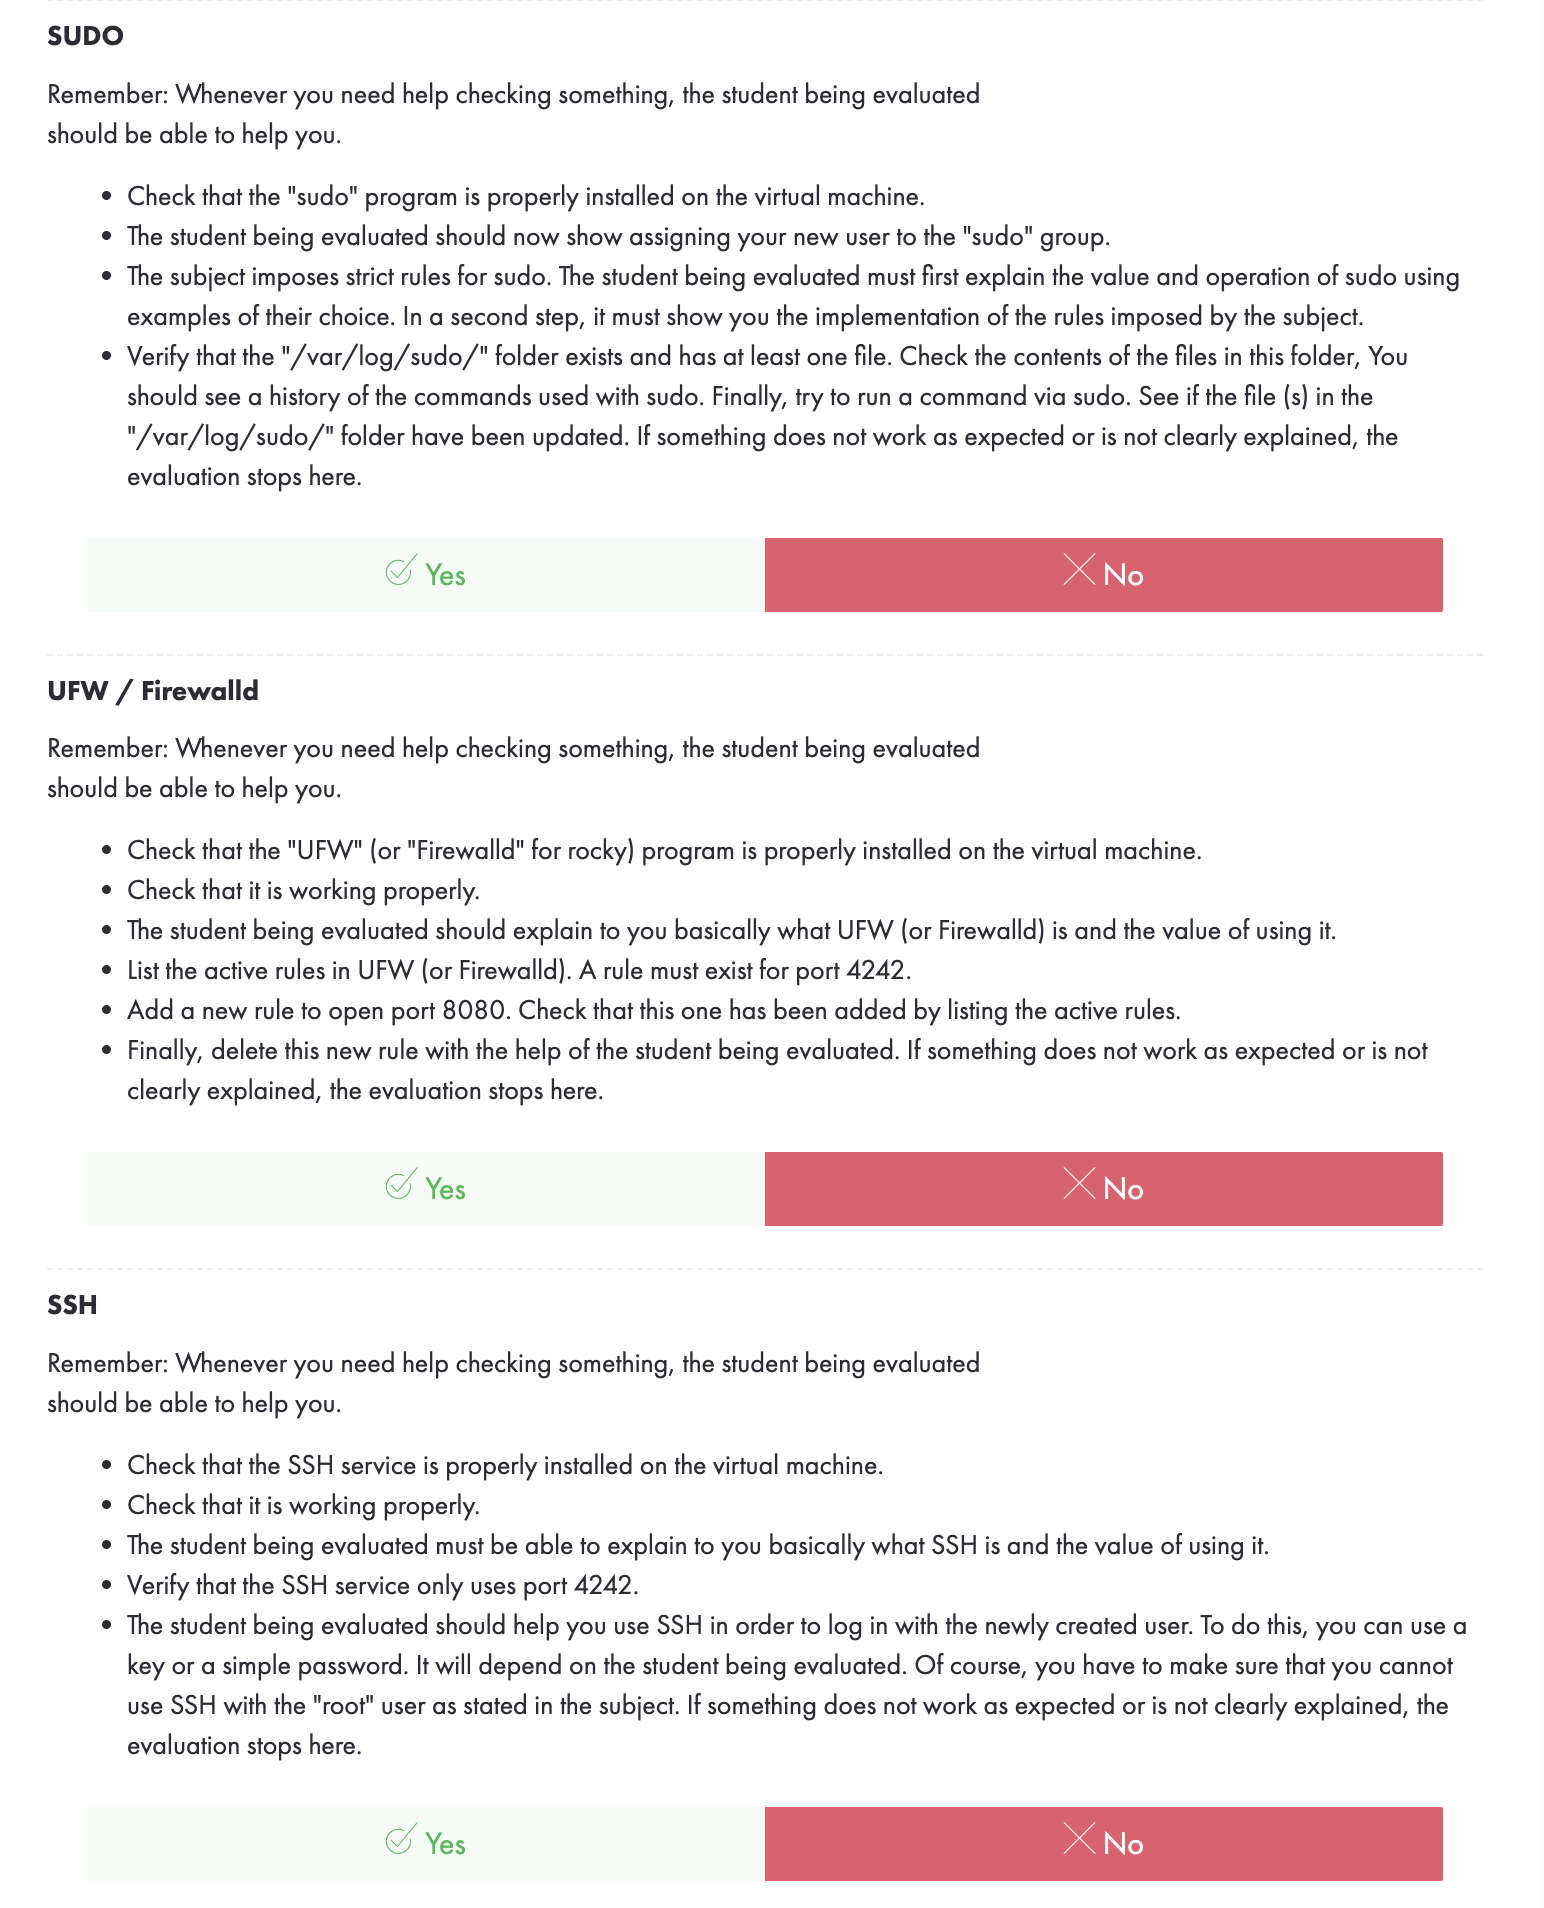 SUDO
Remember: Whenever you need help checking something, the student being evaluated
should be able to help you.
• Check that the "sudo" program is properly installed on the virtual machine.
• The student being evaluated should now show assigning your new user to the "sudo" group.
• The subject imposes strict rules for sudo. The student being evaluated must first explain the value and operation of sudo using
examples of their choice. In a second step, it must show you the implementation of the rules imposed by the subject.
• Verify that the "/var/log/sudo/" folder exists and has at least one file. Check the contents of the files in this folder, You
should see a history of the commands used with sudo. Finally, try to run a command via sudo. See if the file (s) in the
"/var/log/sudo/" folder have been updated. If something does not work as expected or is not clearly explained, the
evaluation stops here.
Yes
No
UFW / Firewalld
Remember: Whenever you need help checking something, the student being evaluated
should be able to help you.
• Check that the "UFW" (or "Firewalld" for rocky) program is properly installed on the virtual machine.
• Check that it is working properly.
• The student being evaluated should explain to you basically what UFW (or Firewalld) is and the value of using it.
• List the active rules in UFW (or Firewalld). A rule must exist for port 4242.
• Add a new rule to open port 8080. Check that this one has been added by listing the active rules.
• Finally, delete this new rule with the help of the student being evaluated. If something does not work as expected or is not
clearly explained, the evaluation stops here.
Yes
No
SSH
Remember: Whenever you need help checking something, the student being evaluated
should be able to help you.
• Check that the SSH service is properly installed on the virtual machine.
• Check that it is working properly.
• The student being evaluated must be able to explain to you basically what SSH is and the value of using it.
• Verify that the SSH service only uses port 4242.
• The student being evaluated should help you use SSH in order to log in with the newly created user. To do this, you can use a
key or a simple password. It will depend on the student being evaluated. Of course, you have to make sure that you cannot
use SSH with the "root" user as stated in the subject. If something does not work as expected or is not clearly explained, the
evaluation stops here.
Yes
No